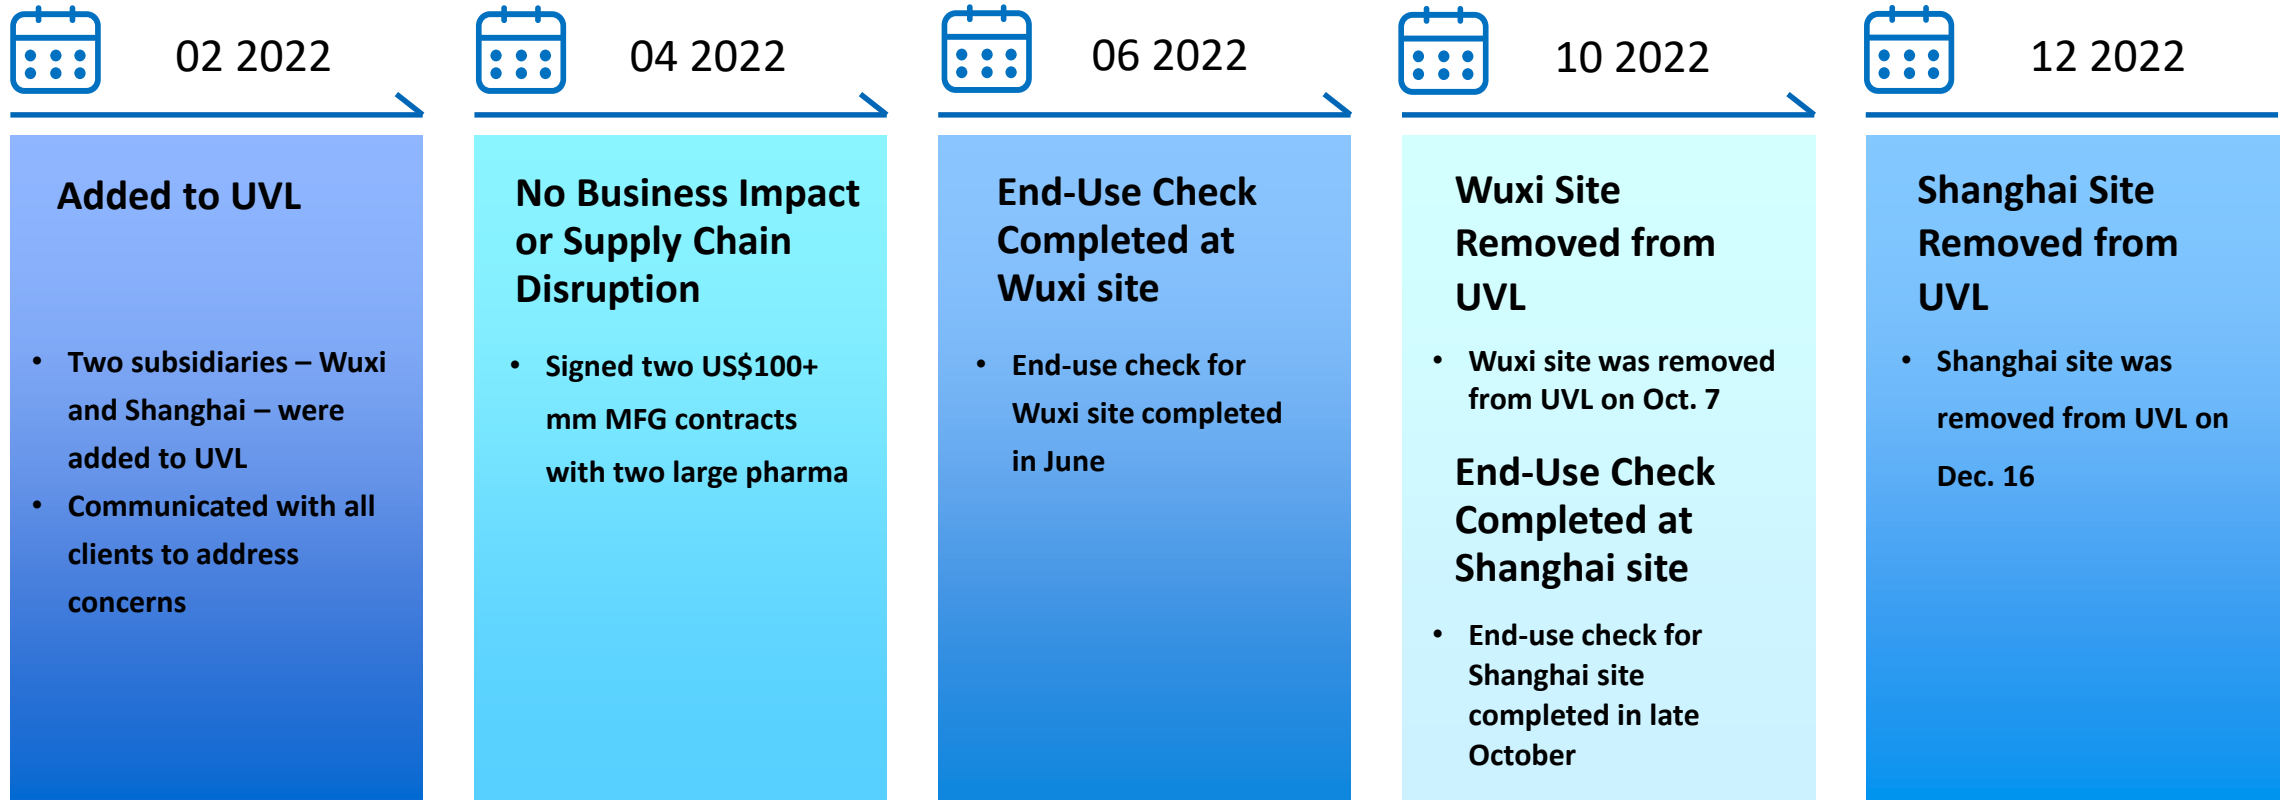 02 2022
Added to UVL
• Two subsidiaries – Wuxi
and Shanghai – were
added to UVL
• Communicated with all
clients to address
concerns
04 2022
No Business Impact
or Supply Chain
Disruption
• Signed two US$100+
mm MFG contracts
with two large pharma
06 2022
End-Use Check
Completed at
Wuxi site
• End-use check for
Wuxi site completed
in June
10 2022
Wuxi Site
Removed from
UVL
• Wuxi site was removed
from UVL on Oct. 7
End-Use Check
Completed at
Shanghai site
• End-use check for
Shanghai site
completed in late
October
12 2022
Shanghai Site
Removed from
UVL
• Shanghai site was
removed from UVL on
Dec. 16